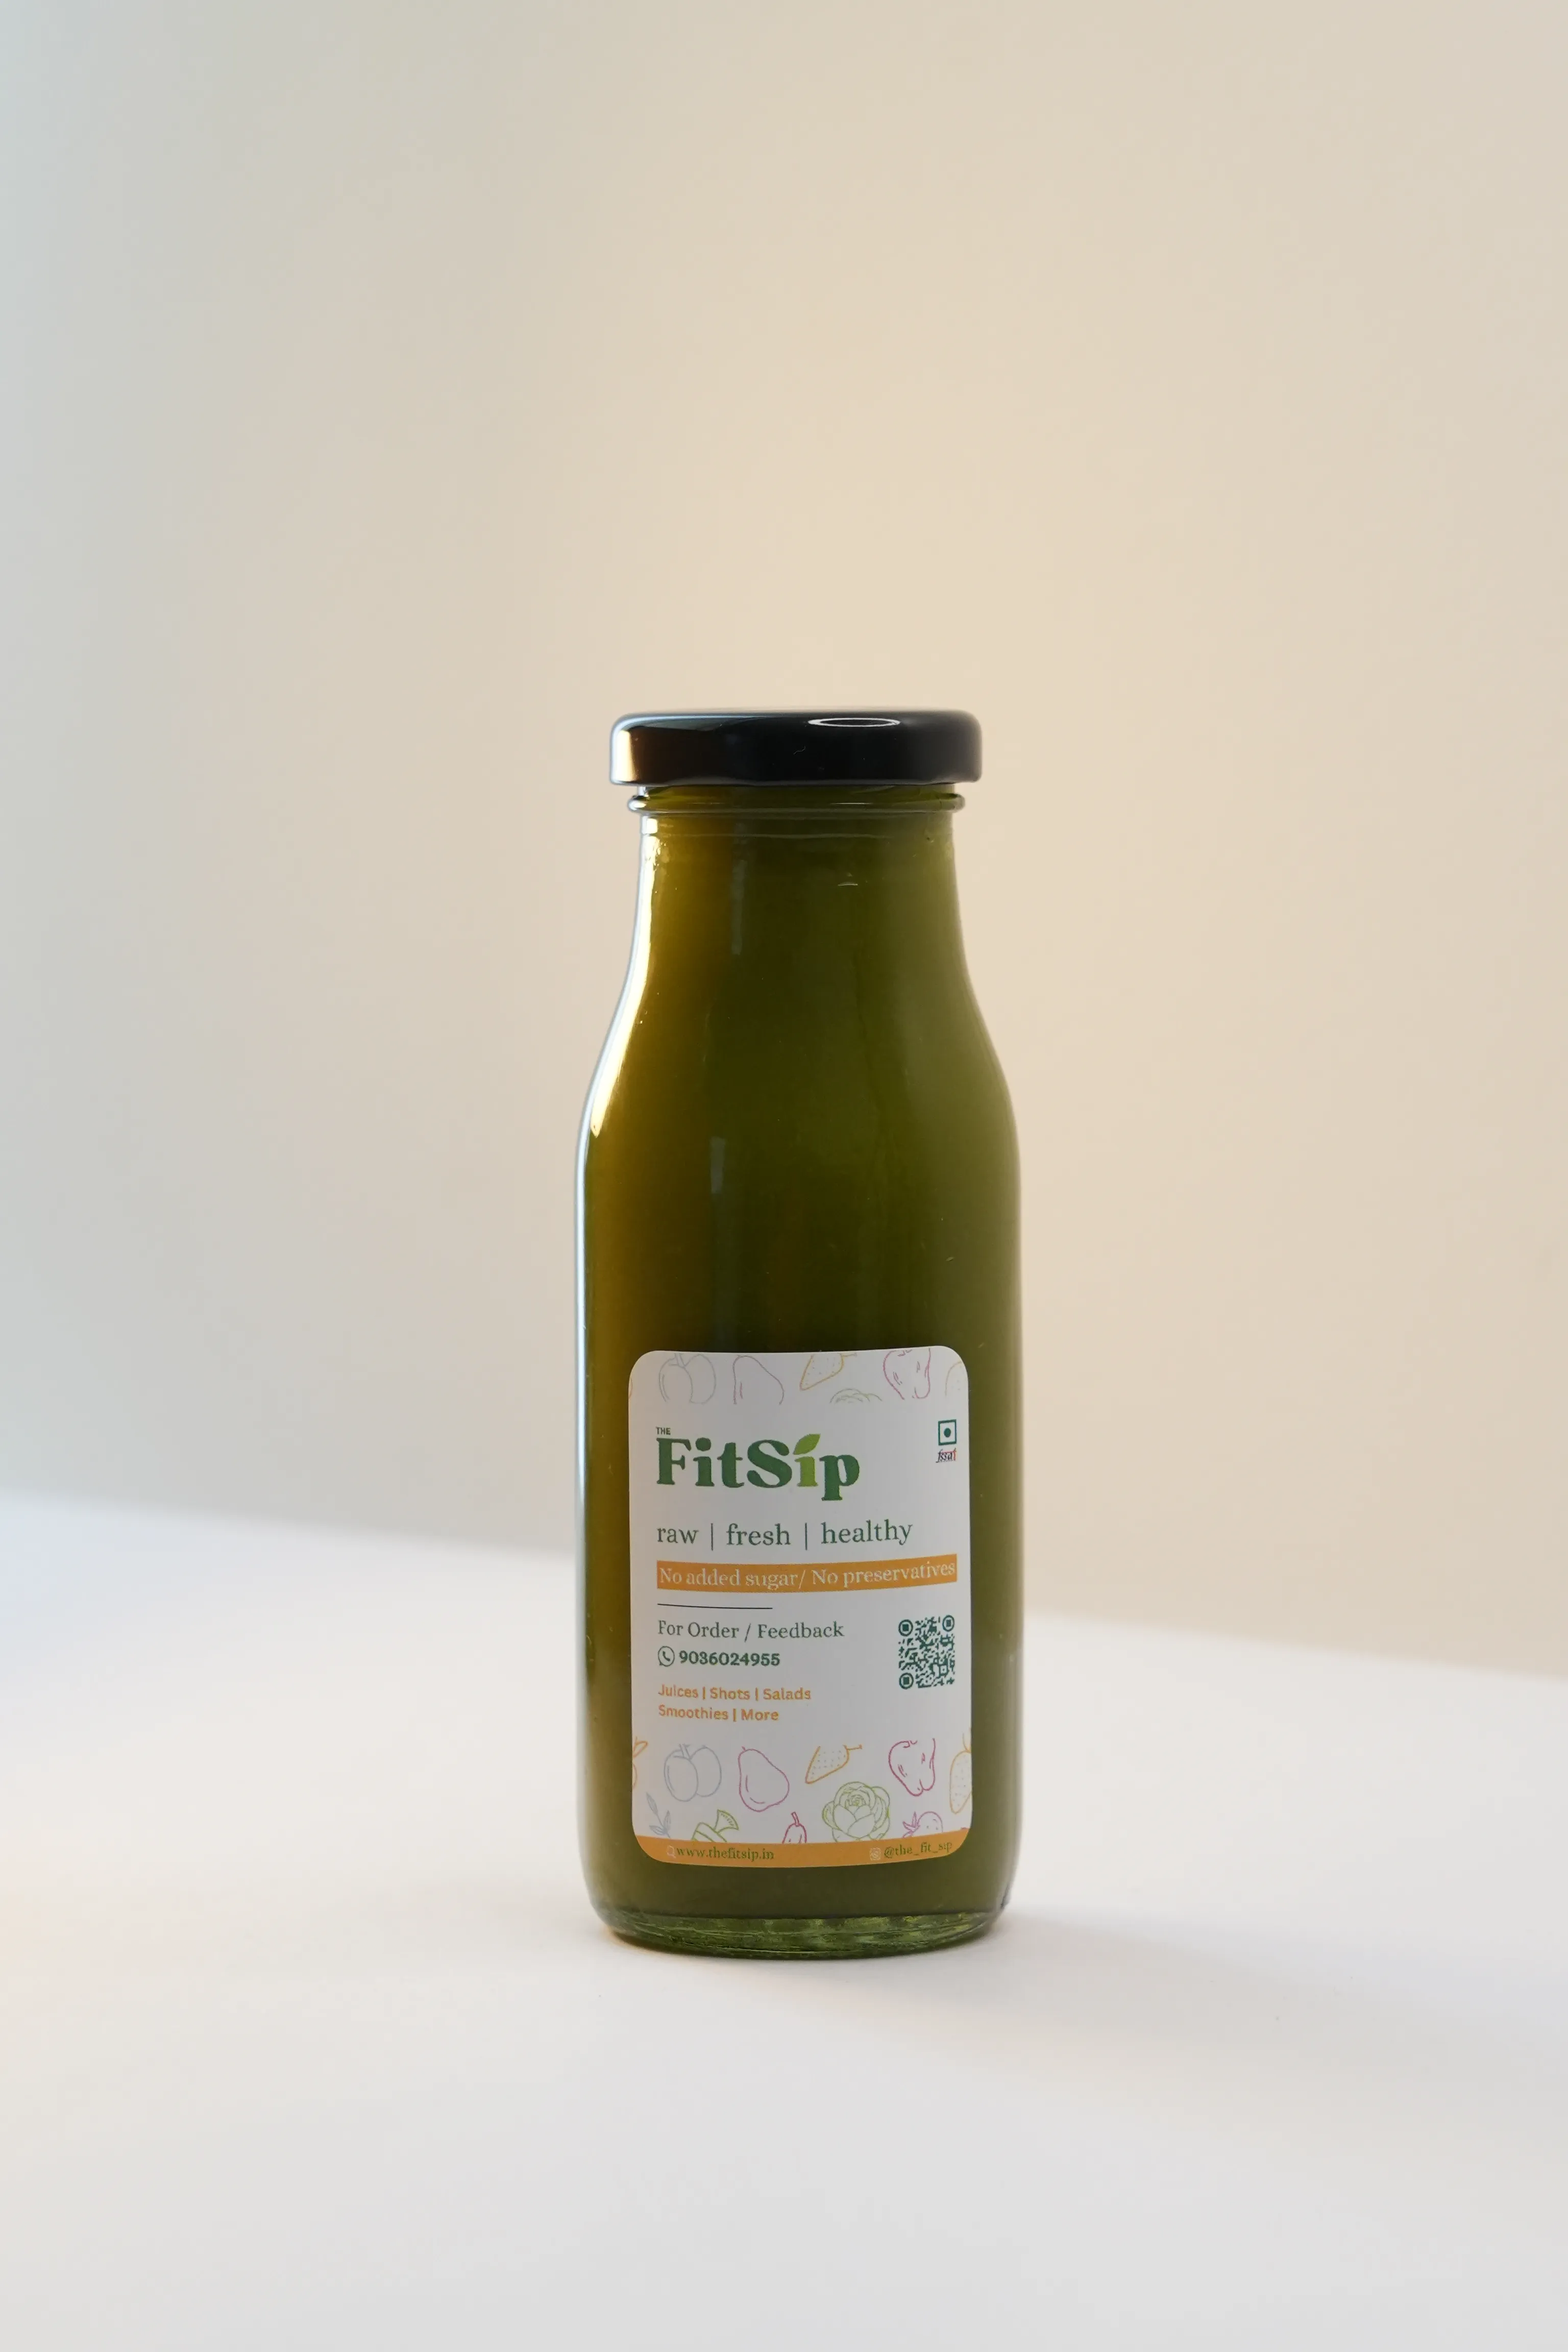 THE
FitSip
fssai
raw | fresh | healthy
No added sugar/ No preservatives
For Order / Feedback
9036024955
Juices | Shots | Salads
Smoothies | More
www.thefitsip.in
@the_fit_sip